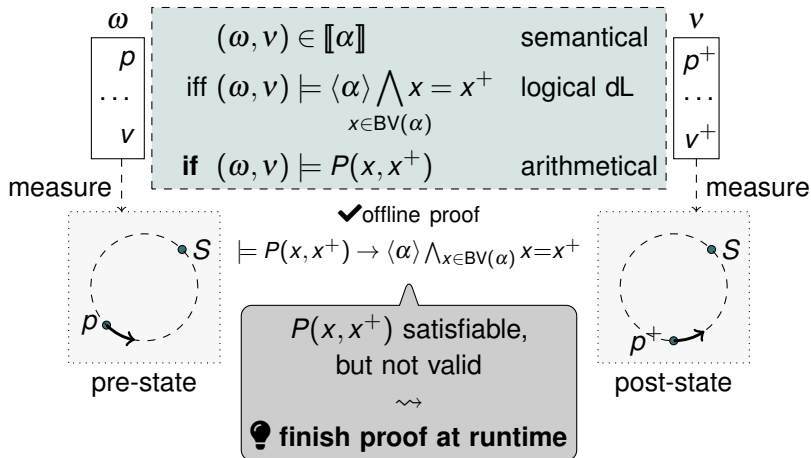 ω
ν
p
...
v
(ω, ν) ∈ ⟦α⟧ semantical
iff (ω, ν) ⊨ ⟨α⟩ ⋀ x = x⁺ logical dL
x∈BV(α)
if (ω, ν) ⊨ P(x, x⁺) arithmetical
p⁺
...
v⁺
measure
measure
✔offline proof
⊨ P(x, x⁺) → ⟨α⟩ ⋀x∈BV(α) x=x⁺
S
p
pre-state
S
p⁺
post-state
P(x, x⁺) satisfiable,
but not valid
⇝
finish proof at runtime